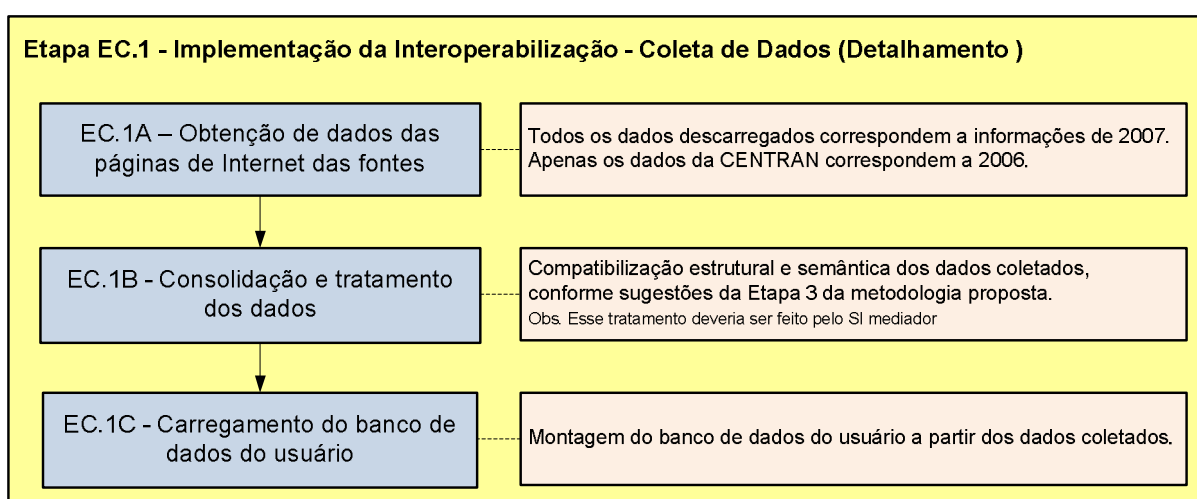 Etapa EC.1 - Implementação da Interoperabilização - Coleta de Dados (Detalhamento )
EC.1A – Obtenção de dados das
páginas de Internet das fontes
Todos os dados descarregados correspondem a informações de 2007.
Apenas os dados da CENTRAN correspondem a 2006.
EC.1B - Consolidação e tratamento
dos dados
Compatibilização estrutural e semântica dos dados coletados,
conforme sugestões da Etapa 3 da metodologia proposta.
Obs. Esse tratamento deveria ser feito pelo SI mediador
EC.1C - Carregamento do banco de
dados do usuário
Montagem do banco de dados do usuário a partir dos dados coletados.